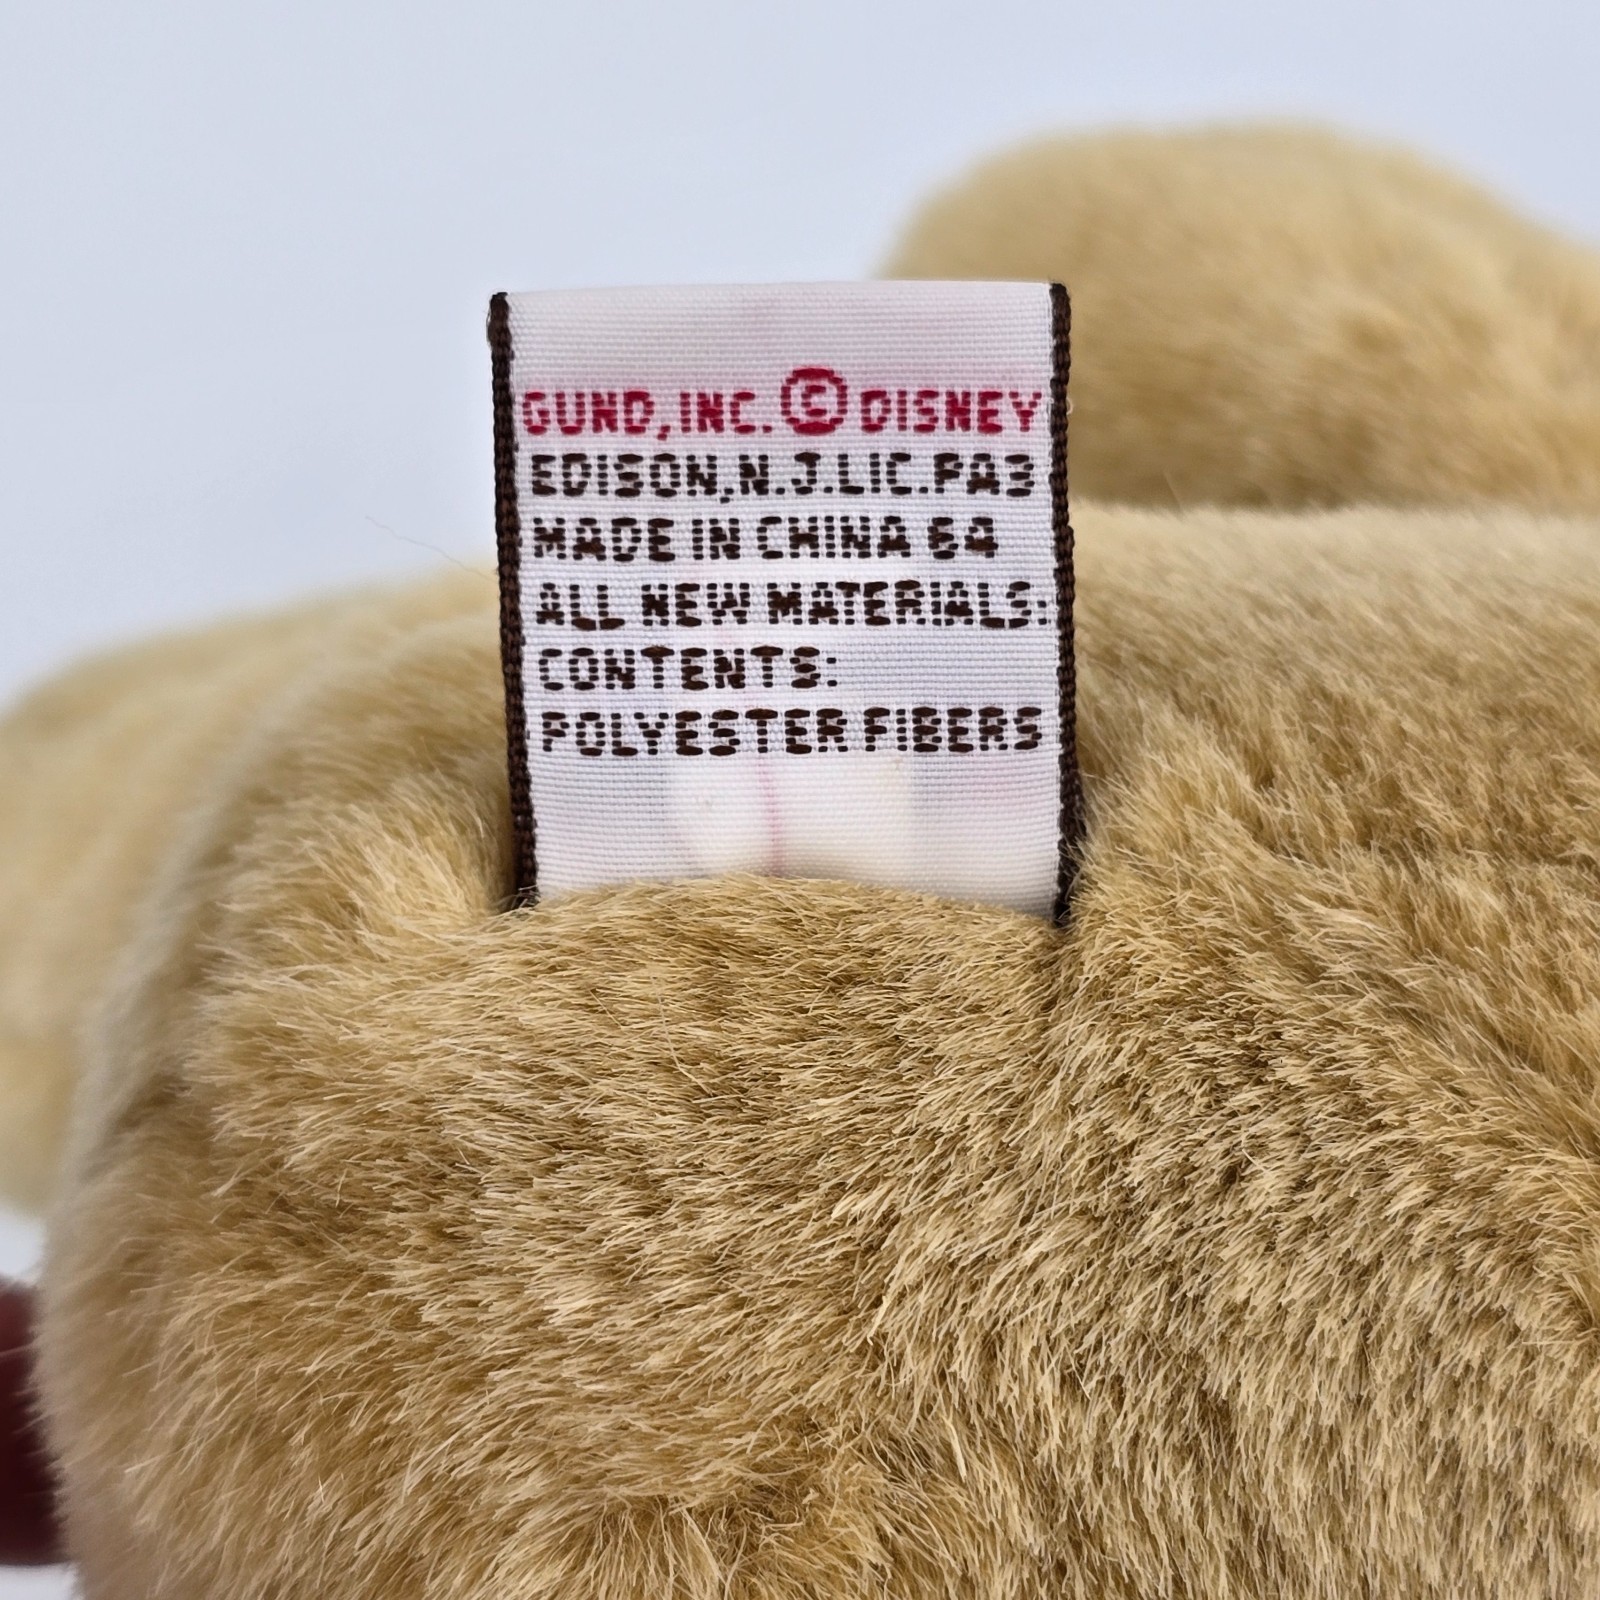 GUND, INC. © DISNEY
EDISON, N.J. LIC. PA3
MADE IN CHINA 64
ALL NEW MATERIALS:
CONTENTS:
POLYESTER FIBERS